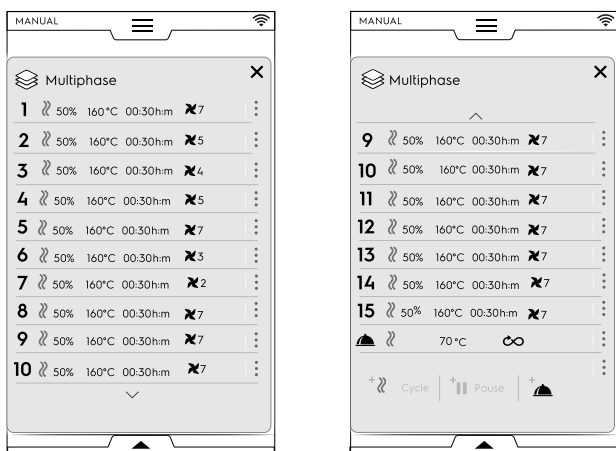 MANUAL
Multiphase
1 50% 160°C 00:30h:m 7
2 50% 160°C 00:30h:m 5
3 50% 160°C 00:30h:m 4
4 50% 160°C 00:30h:m 5
5 50% 160°C 00:30h:m 7
6 50% 160°C 00:30h:m 3
7 50% 160°C 00:30h:m 2
8 50% 160°C 00:30h:m 7
9 50% 160°C 00:30h:m 7
10 50% 160°C 00:30h:m 7
MANUAL
Multiphase
9 50% 160°C 00:30h:m 7
10 50% 160°C 00:30h:m 7
11 50% 160°C 00:30h:m 7
12 50% 160°C 00:30h:m 7
13 50% 160°C 00:30h:m 7
14 50% 160°C 00:30h:m 7
15 50% 160°C 00:30h:m 7
70 °C
+ Cycle + Pause +